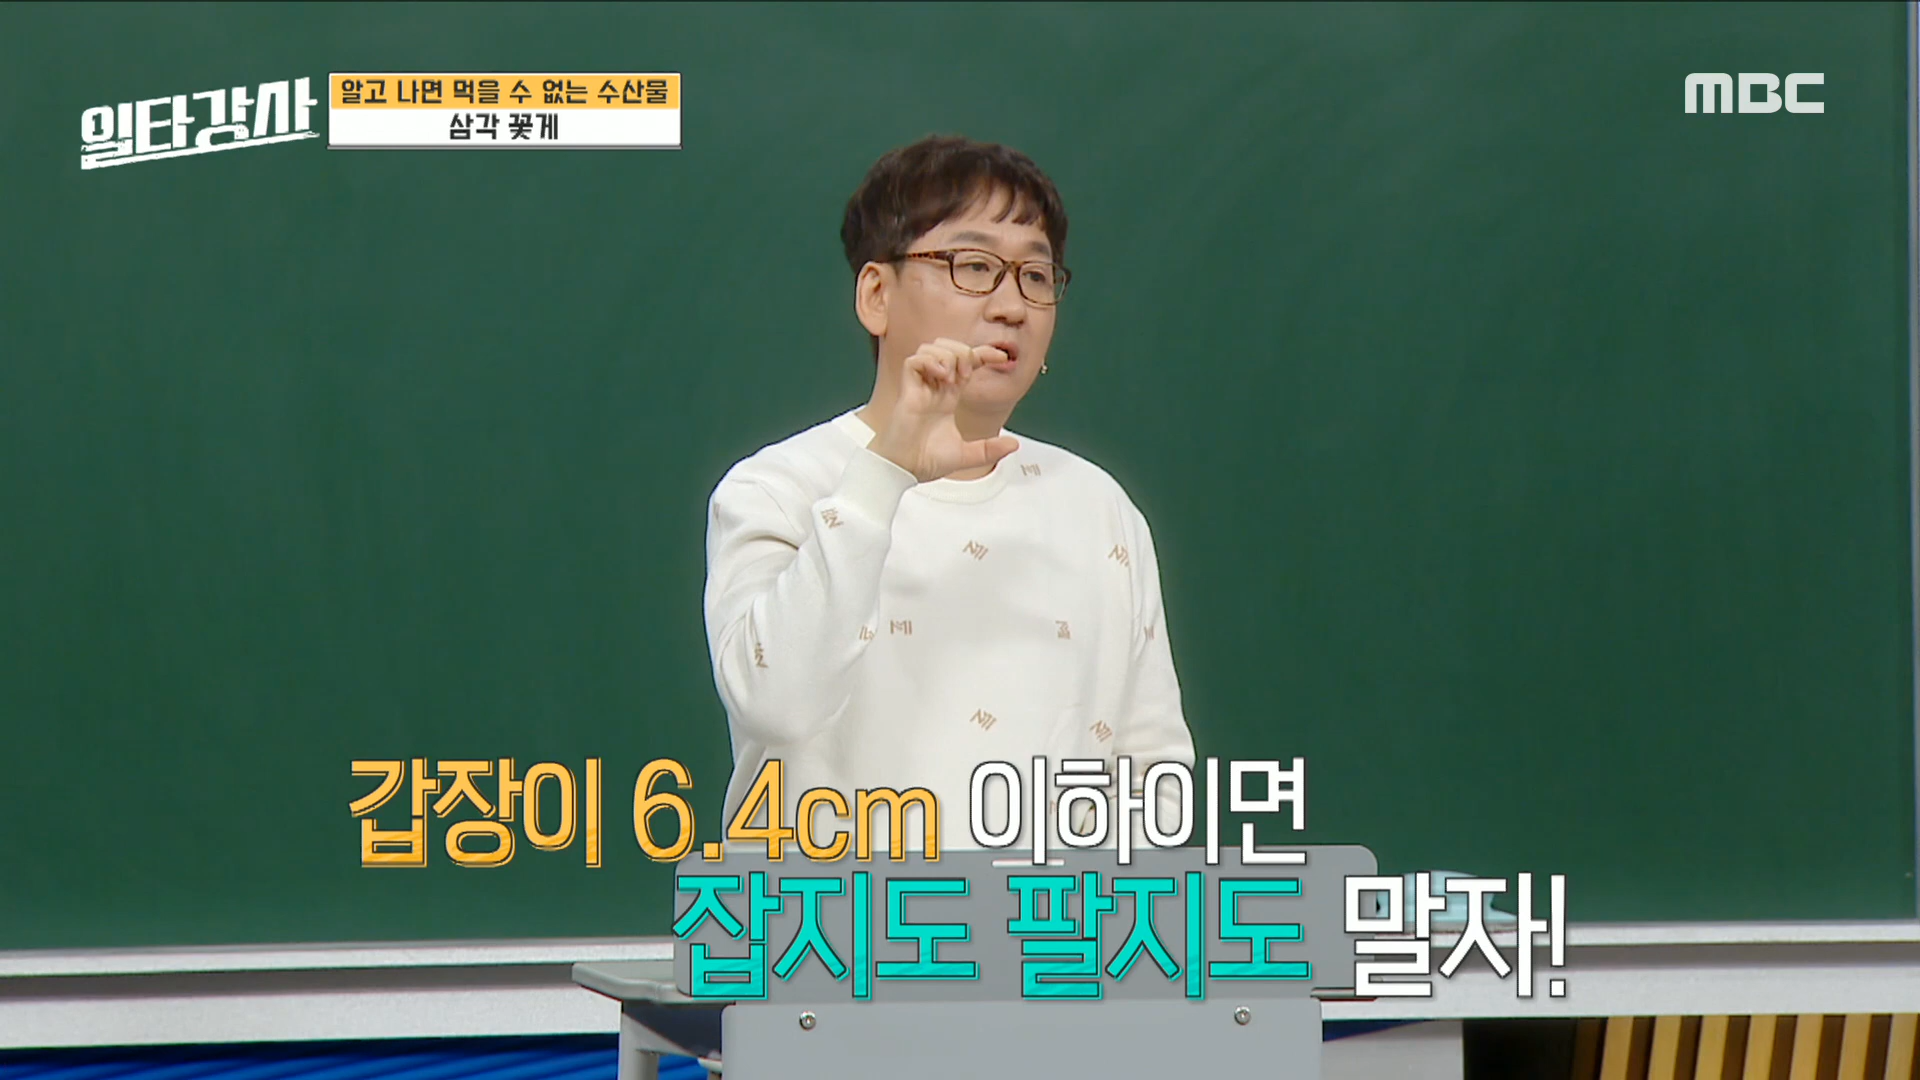 일타강사
알고 나면 먹을 수 없는 수산물
삼각 꽃게
MBC
갑장이 6.4cm 이하이면
잡지도 팔지도 말자!